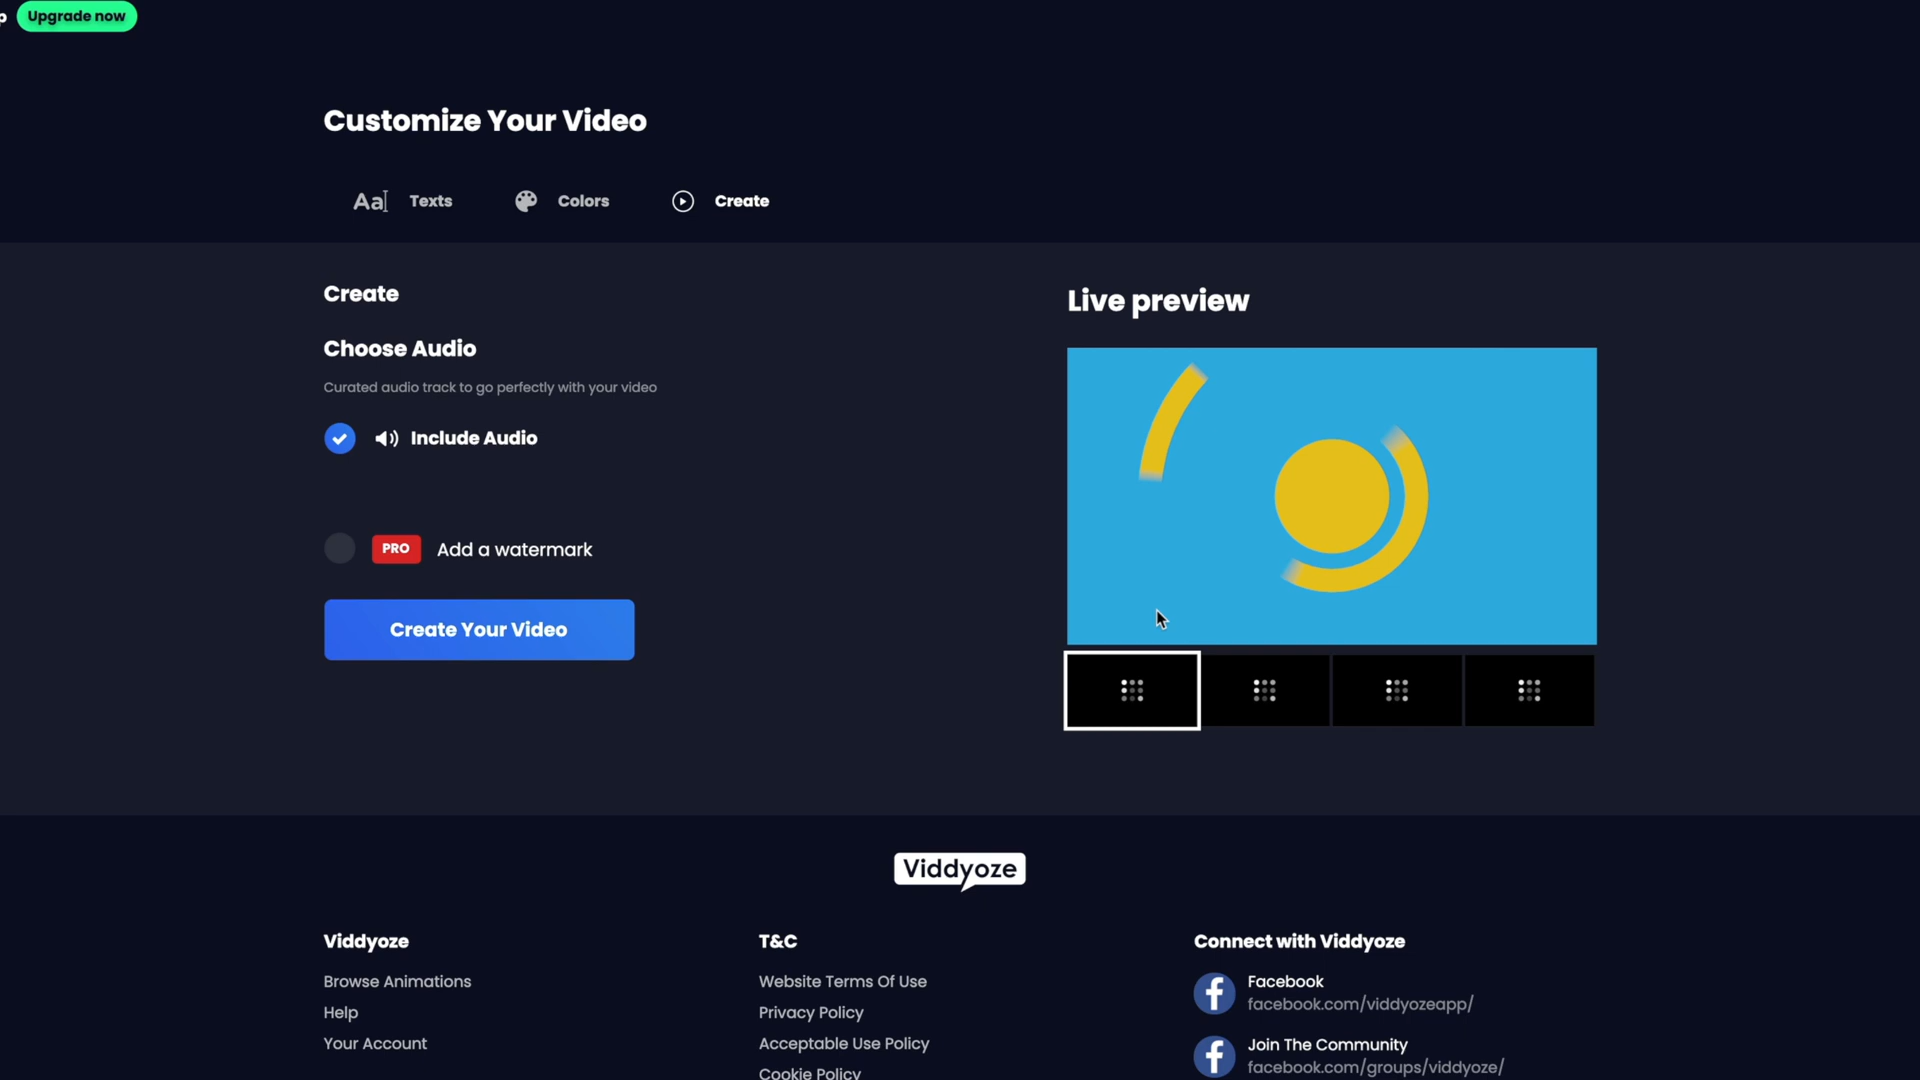 Upgrade now
Customize Your Video
Aa Texts
Colors
Create
Create
Choose Audio
Curated audio track to go perfectly with your video
Include Audio
PRO Add a watermark
Create Your Video
Live preview
Viddyoze
Viddyoze
Browse Animations
Help
Your Account
T&C
Website Terms Of Use
Privacy Policy
Acceptable Use Policy
Cookie Policy
Connect with Viddyoze
Facebook
facebook.com/viddyozeapp/
Join The Community
facebook.com/groups/viddyoze/